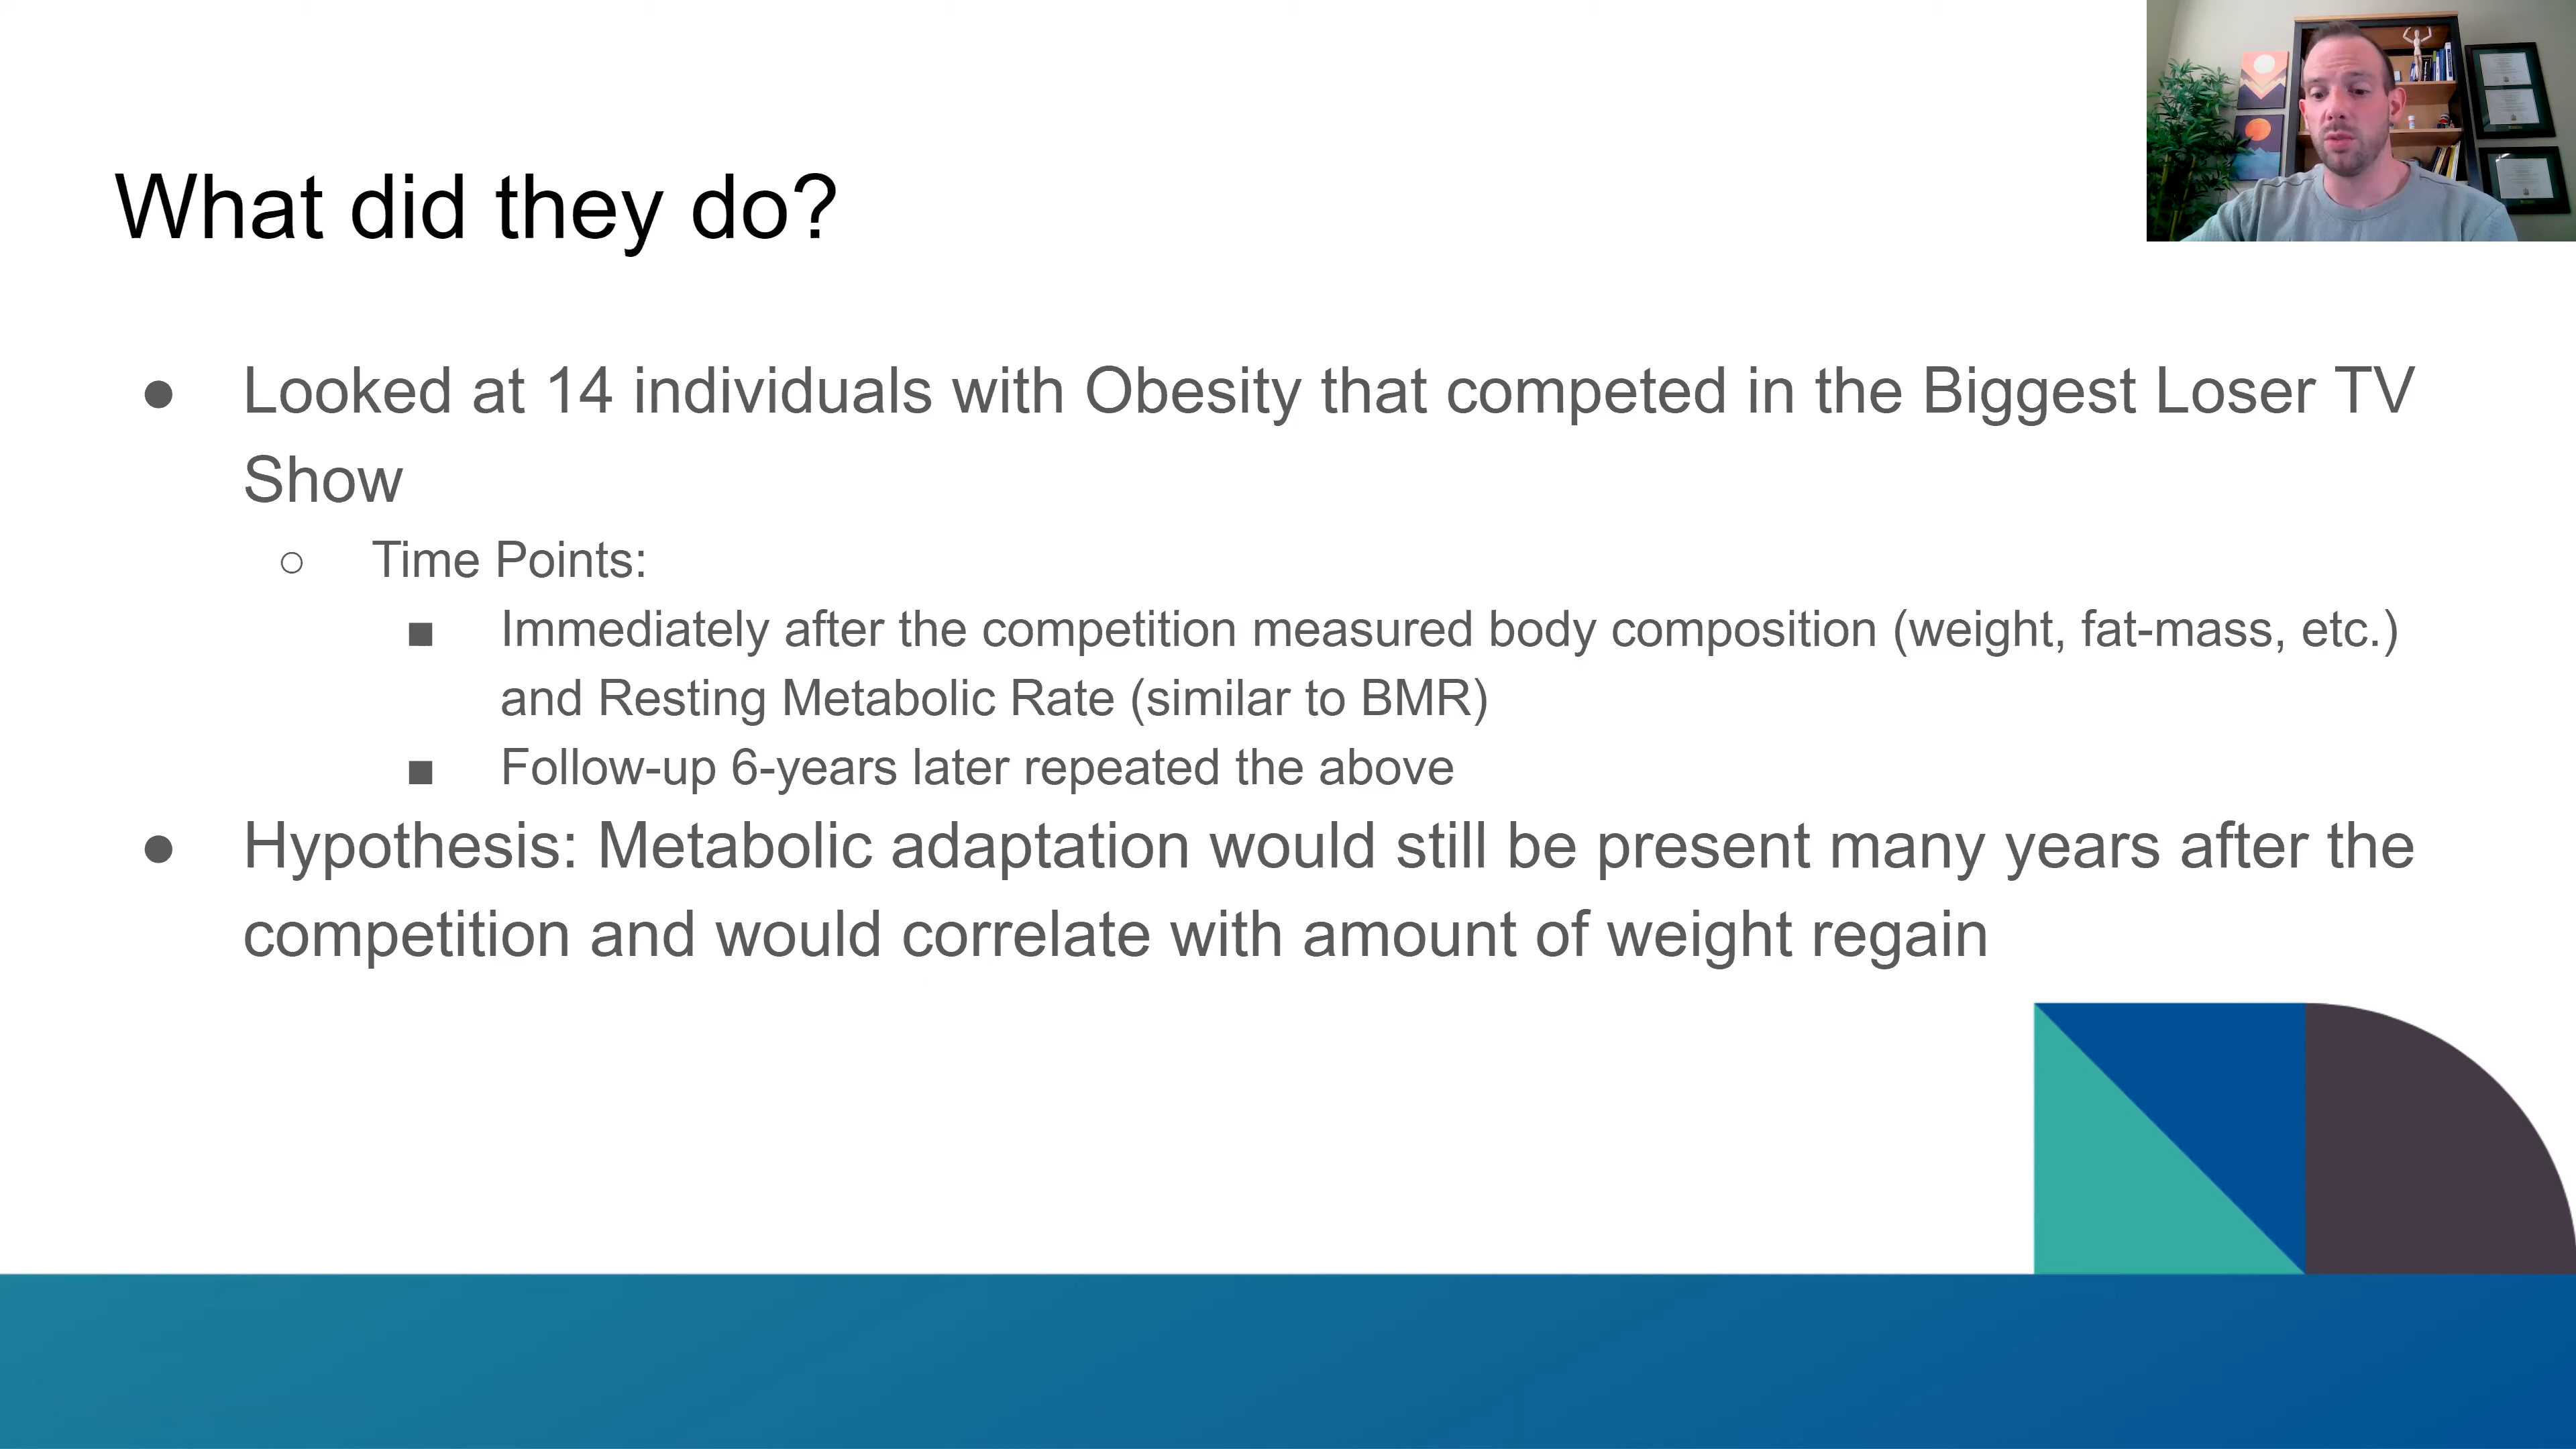 What did they do?
● Looked at 14 individuals with Obesity that competed in the Biggest Loser TV
Show
○ Time Points:
■ Immediately after the competition measured body composition (weight, fat-mass, etc.)
and Resting Metabolic Rate (similar to BMR)
■ Follow-up 6-years later repeated the above
● Hypothesis: Metabolic adaptation would still be present many years after the
competition and would correlate with amount of weight regain